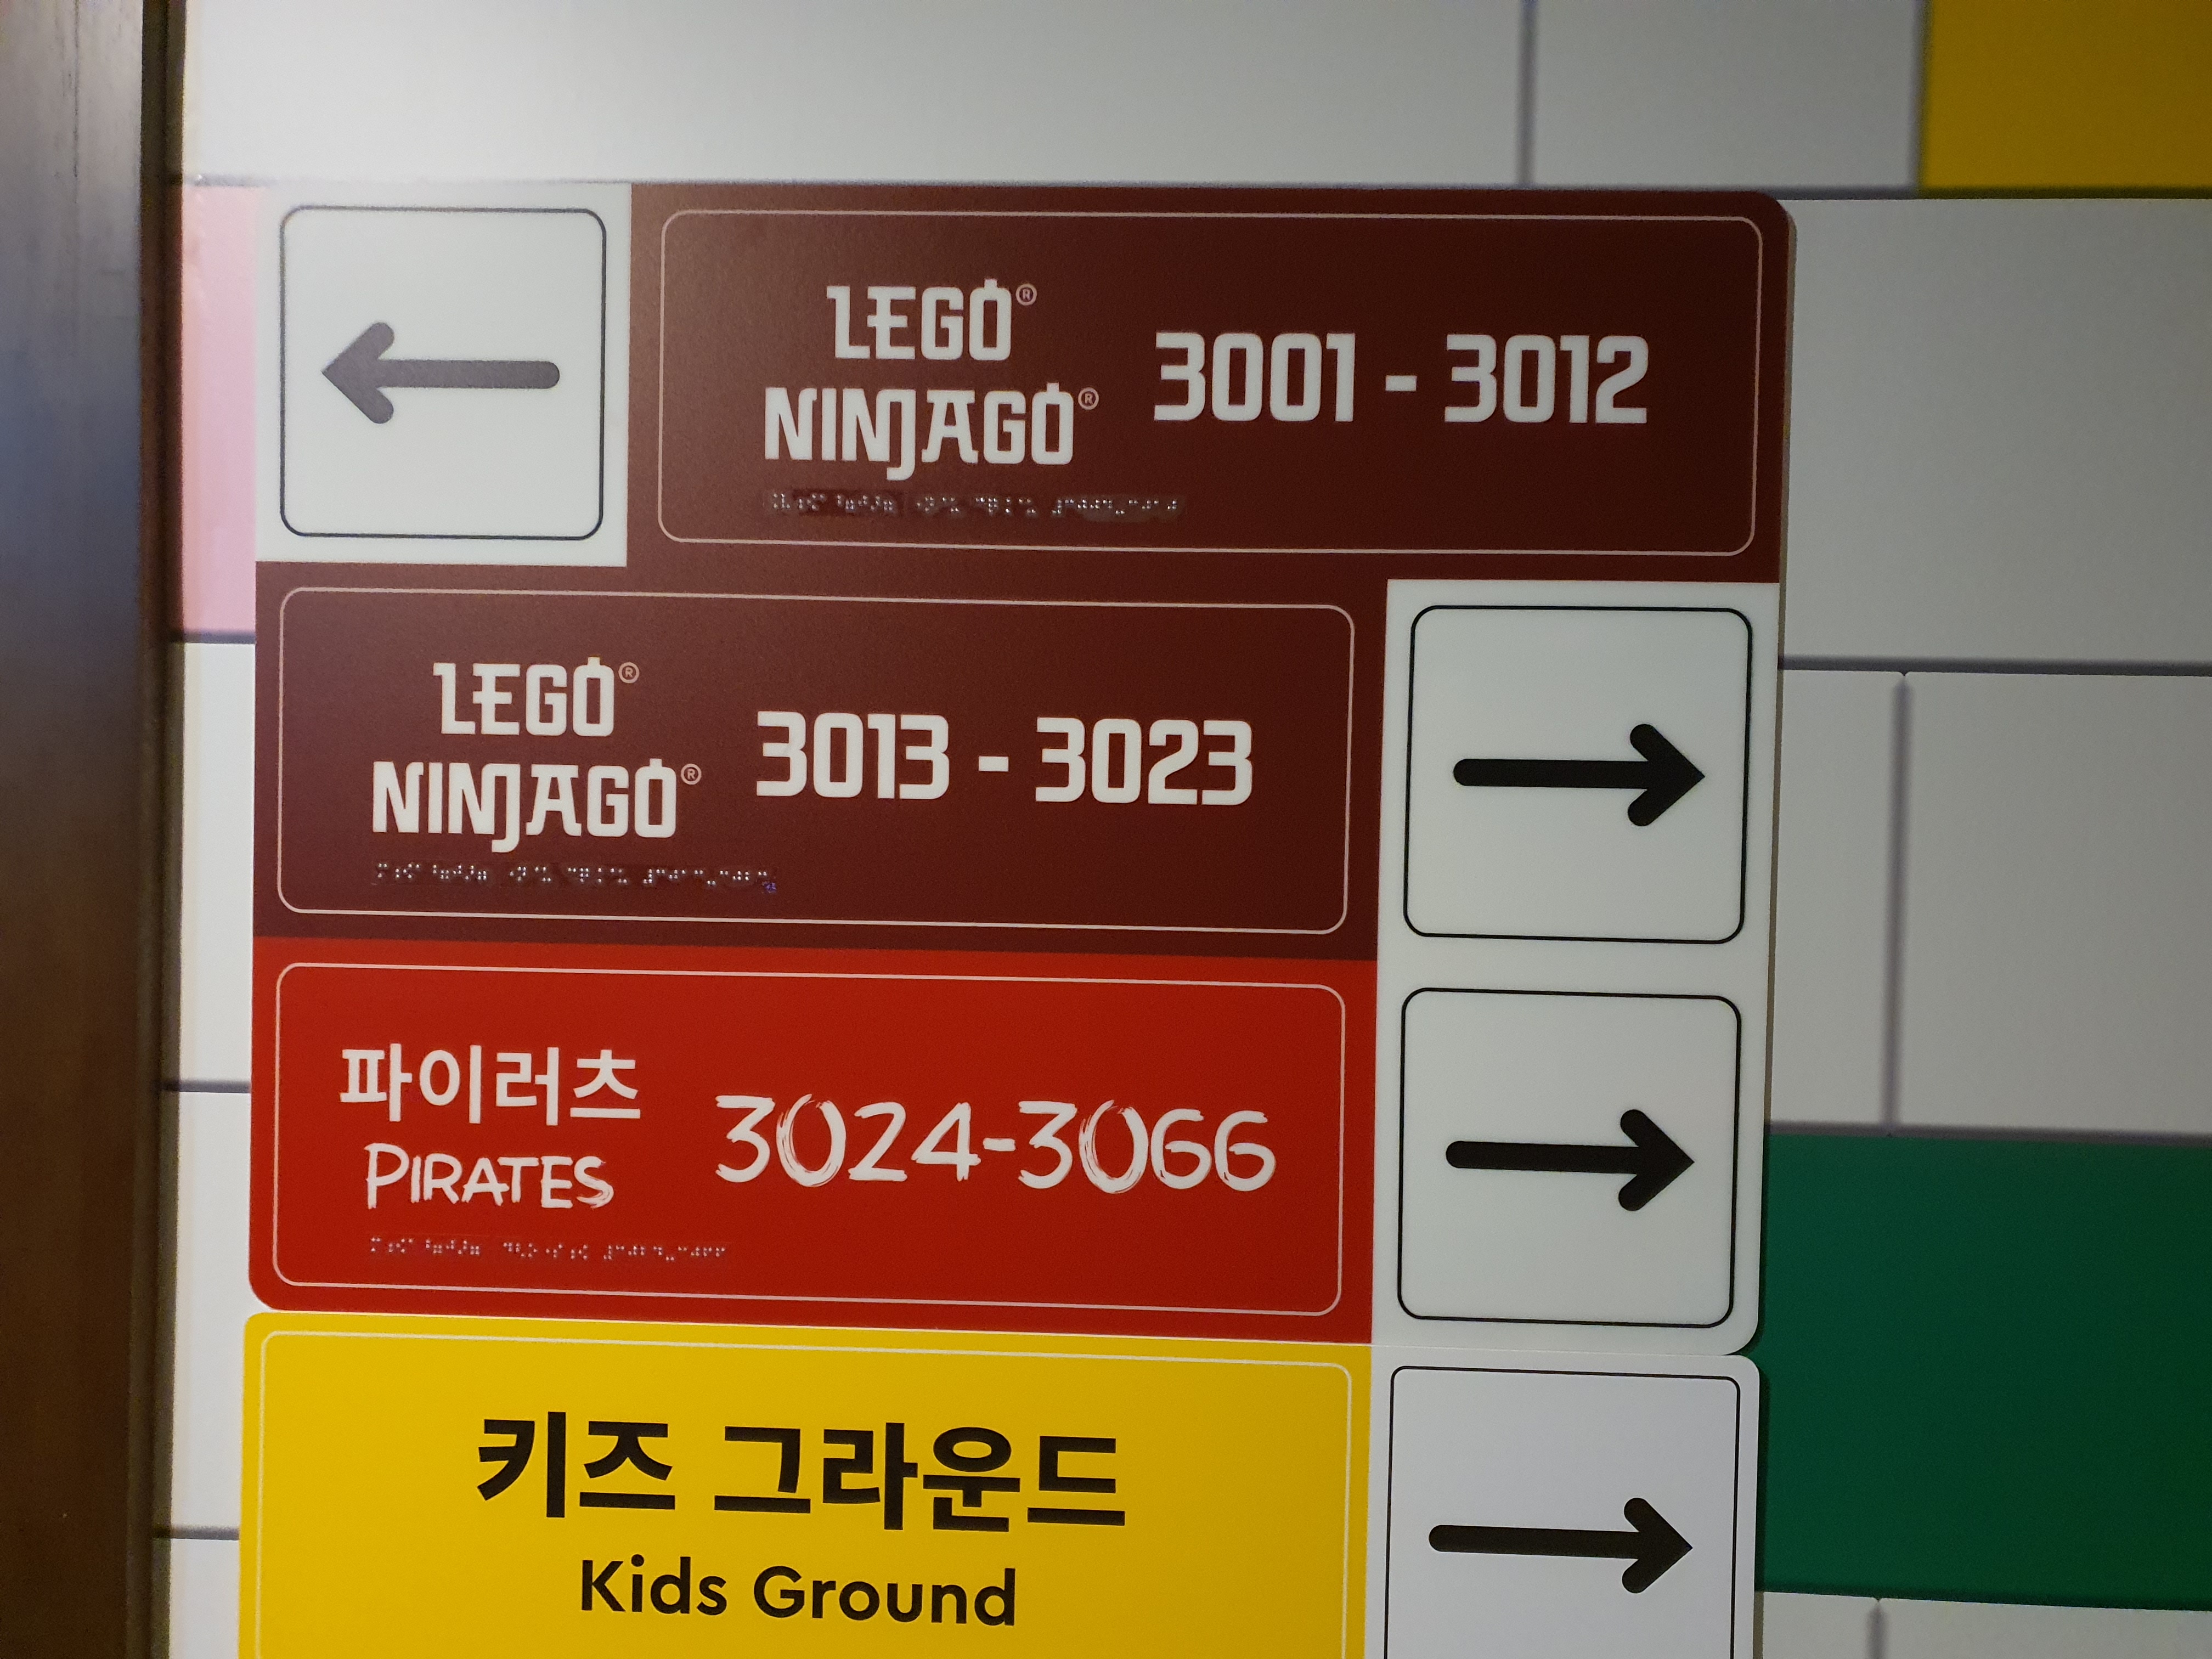 LEGO®
NINJAGO®
3001 - 3012
LEGO®
NINJAGO®
3013 - 3023
파이러츠
PIRATES
3024-3066
키즈 그라운드
Kids Ground